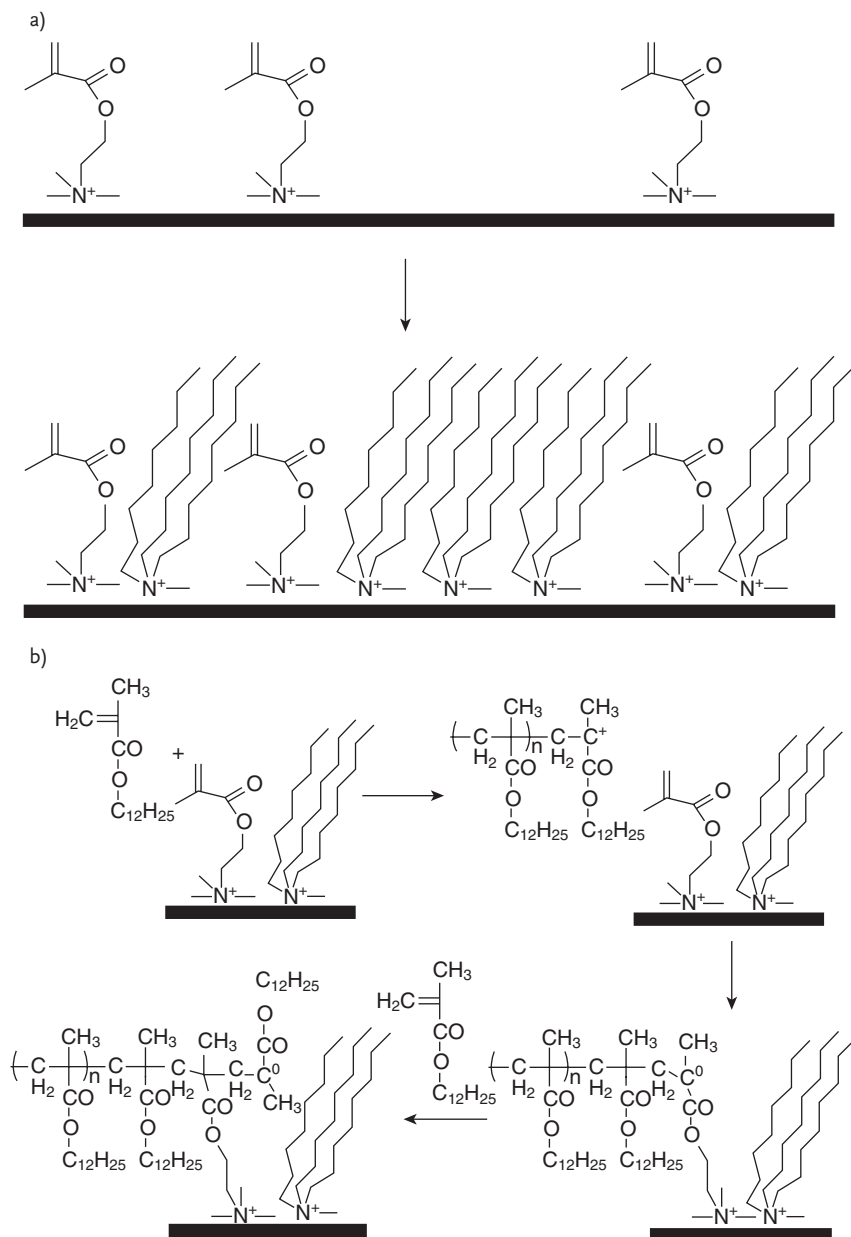 a)
O O O
O O O
N+ N+ N+
O O O
O O O
N+ N+ N+ N+ N+ N+ N+ N+
b)
CH3
H2C
CO
O
C12H25
+
O
O
N+ N+
CH3 CH3
( C )n C C+
H2 H2
CO CO
O O
C12H25 C12H25
O
O
N+ N+
C12H25
O
CO
CH3 CH3 CH3
( C )n C C C C0
H2 H2 H2 H2
CH3
CO CO CO
O O O
C12H25 C12H25
N+ N+
CH3
H2C
CO
O
C12H25
CH3 CH3 CH3
( C )n C C C0
H2 H2 H2
CO CO CO
O O O
C12H25 C12H25
N+ N+